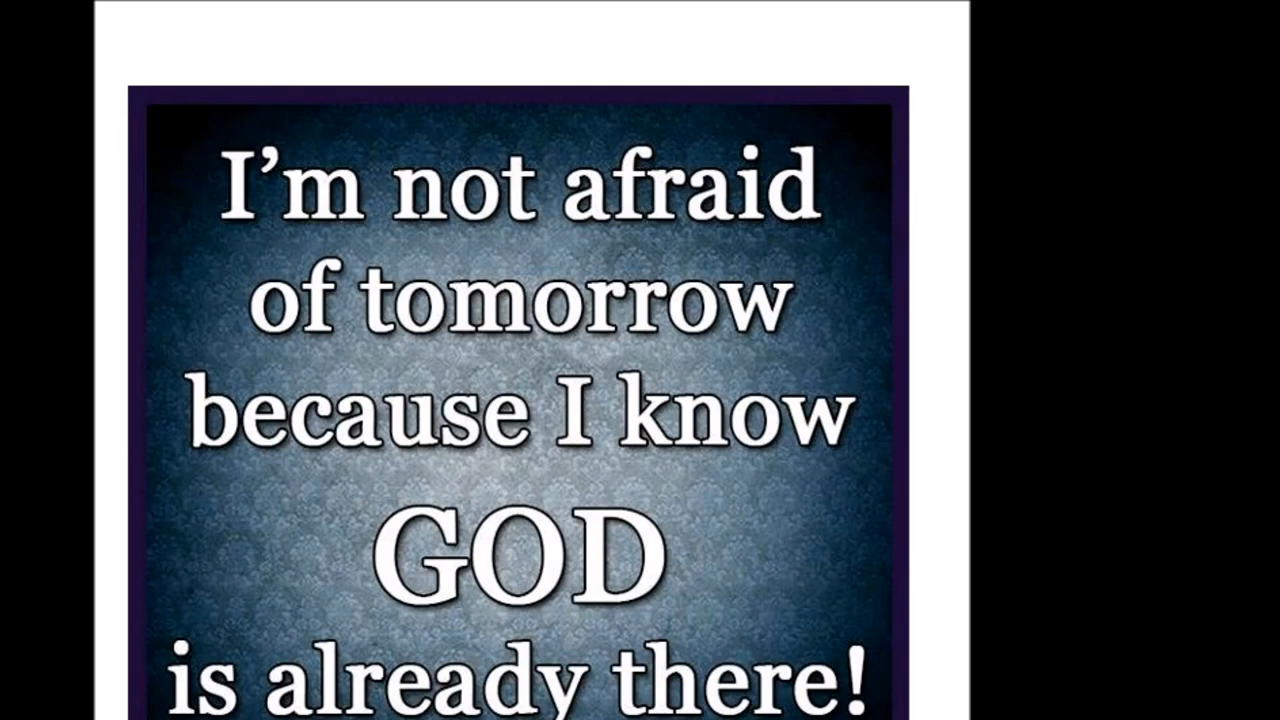 I’m not afraid
of tomorrow
because I know
GOD
is already there!